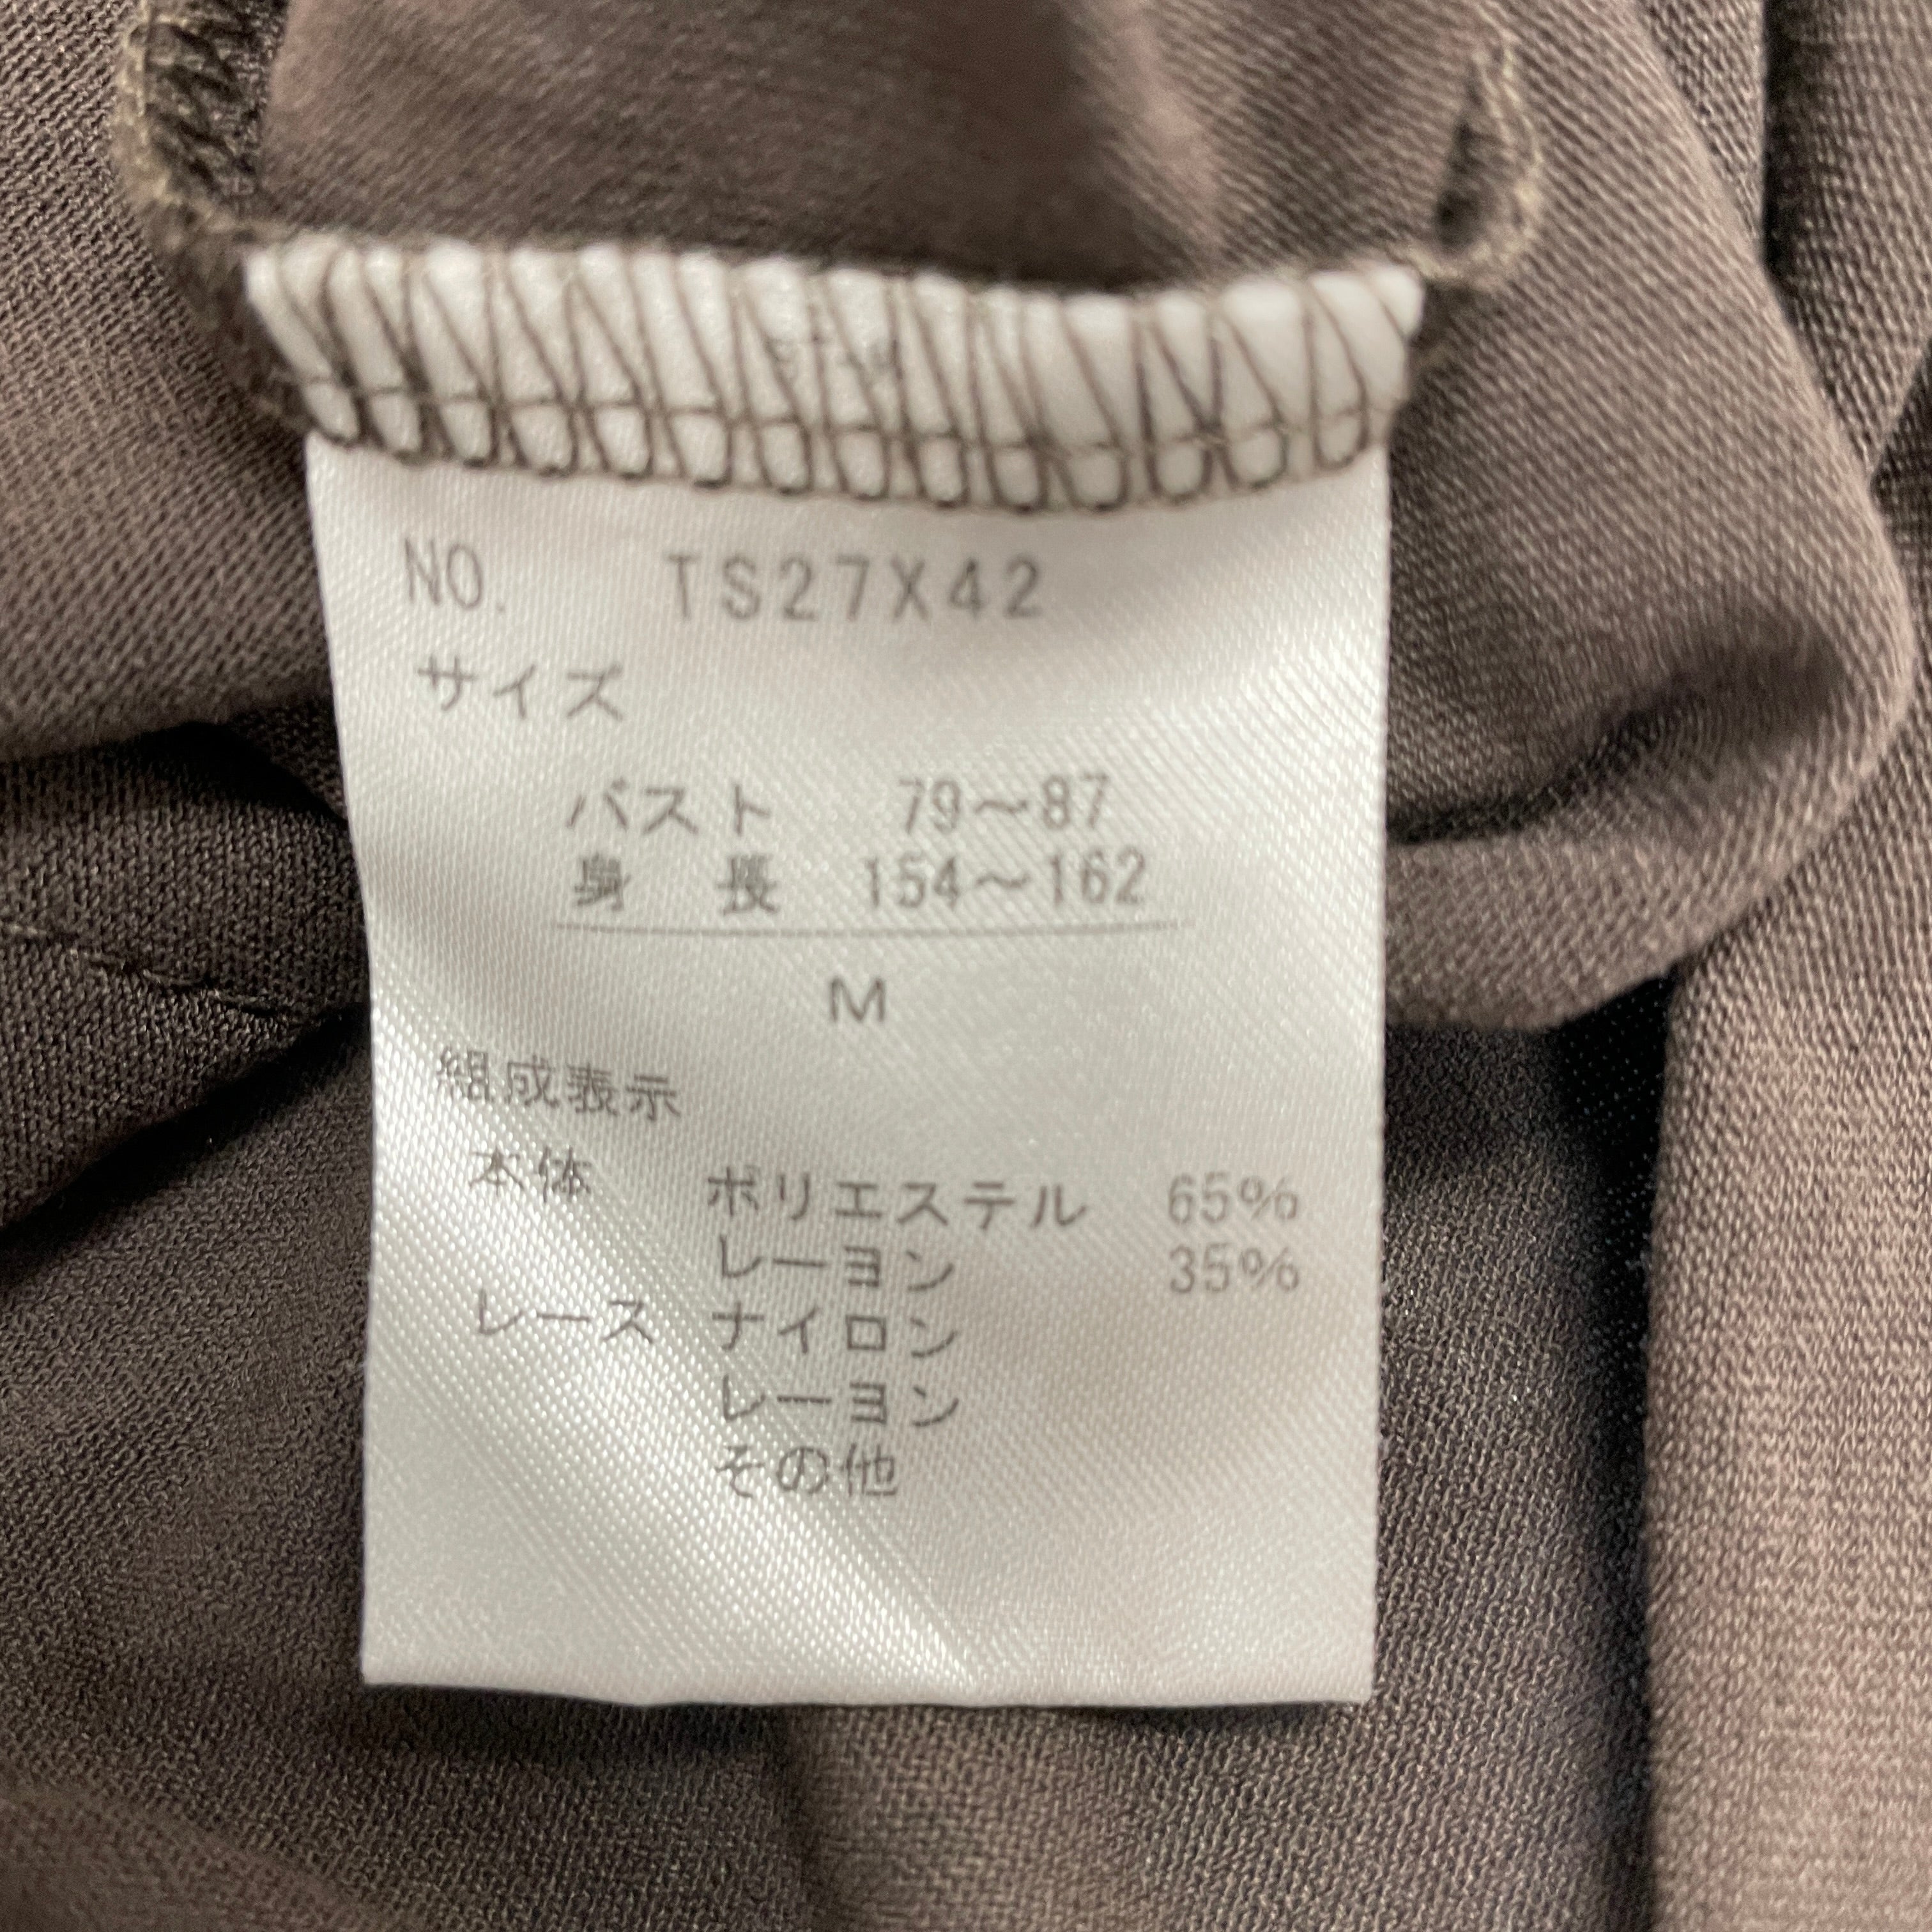 NO. TS27X42
サイズ
バスト 79～87
身長 154～162
M
組成表示
本体 ポリエステル 65%
レーヨン 35%
レース ナイロン
レーヨン
その他